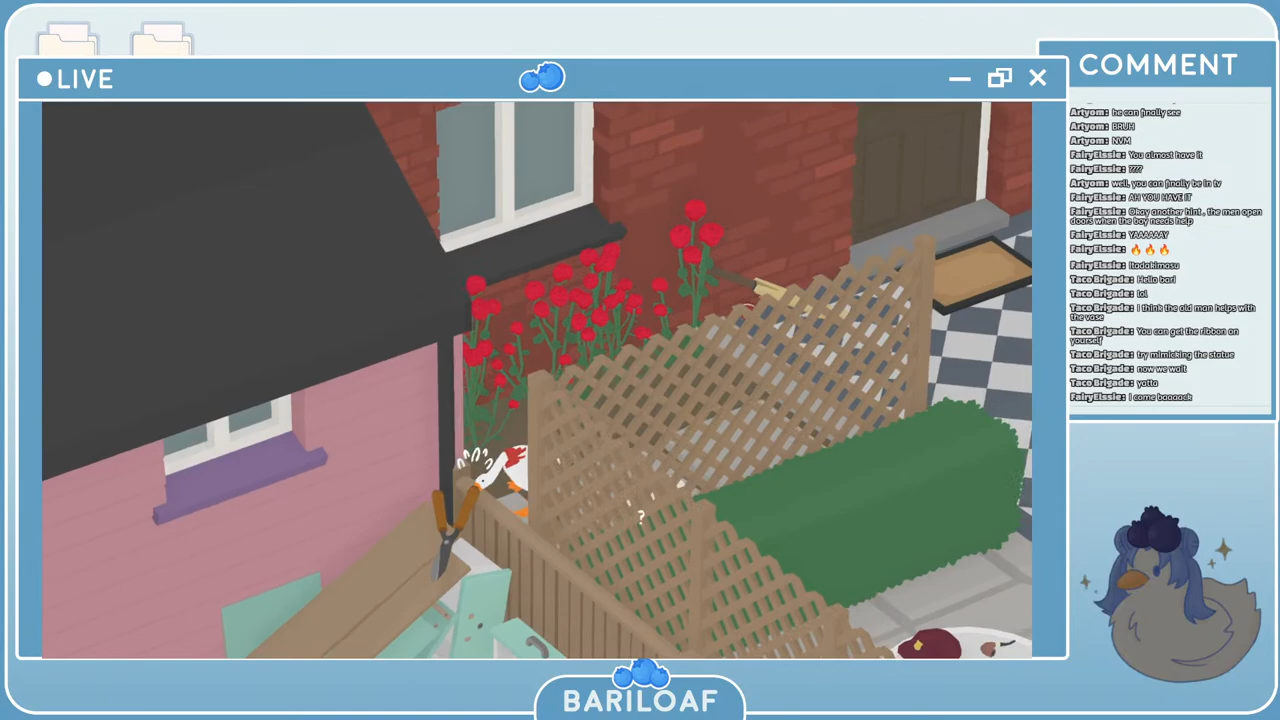 LIVE
COMMENT
Artyom: he can finally see
Artyom: BRUH
Artyom: NVM
FairyElssie: You almost have it
FairyElssie: ???
Artyom: well, you can finally be in tv
FairyElssie: AH YOU HAVE IT
FairyElssie: Okay another hint , the men open
doors when the boy needs help
FairyElssie: YAAAAAY
FairyElssie: 🔥 🔥 🔥
FairyElssie: Itadakimasu
Taco Brigade: Hello bari
Taco Brigade: lol
Taco Brigade: I think the old man helps with
the vase
Taco Brigade: You can get the ribbon on
yourself
Taco Brigade: try mimicking the statue
Taco Brigade: now we wait
Taco Brigade: yatta
FairyElssie: I come baaaack
?
BARILOAF